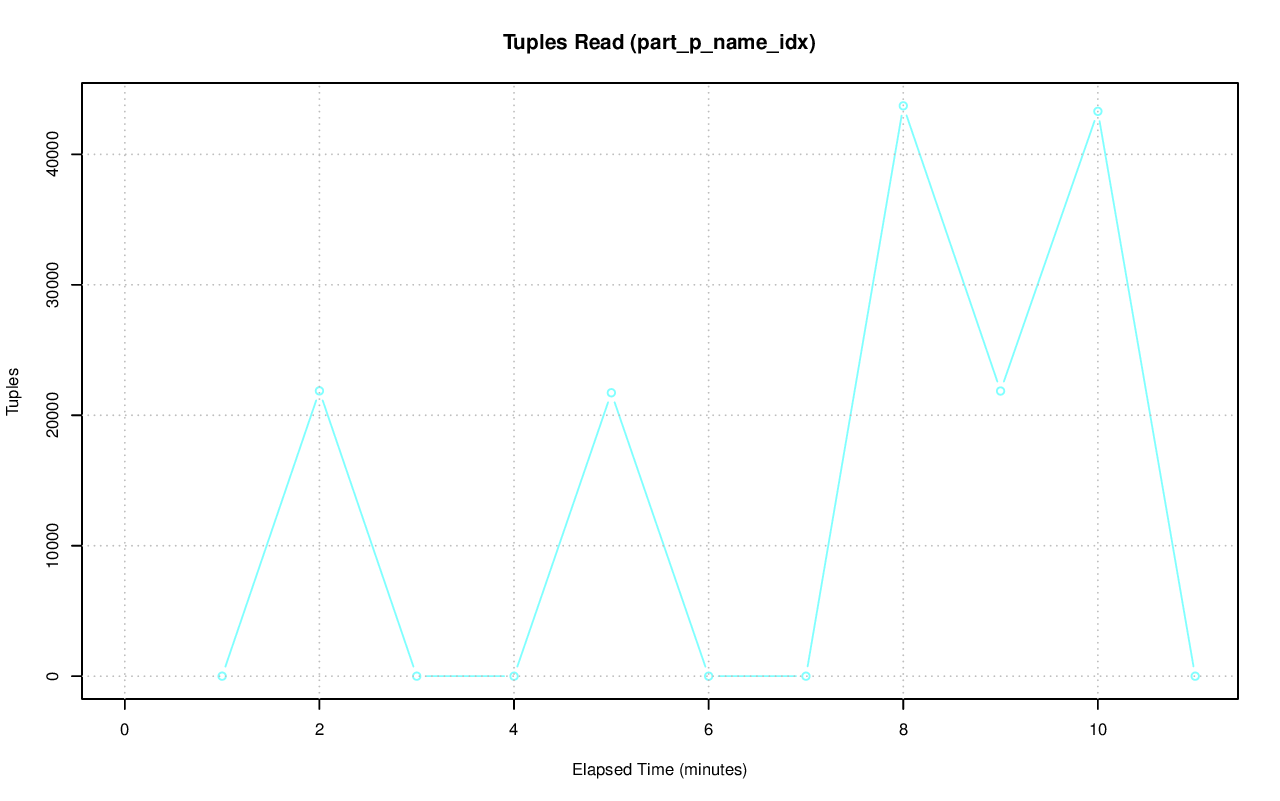 Tuples Read (part_p_name_idx)
Tuples
40000
30000
20000
10000
0
0 2 4 6 8 10
Elapsed Time (minutes)